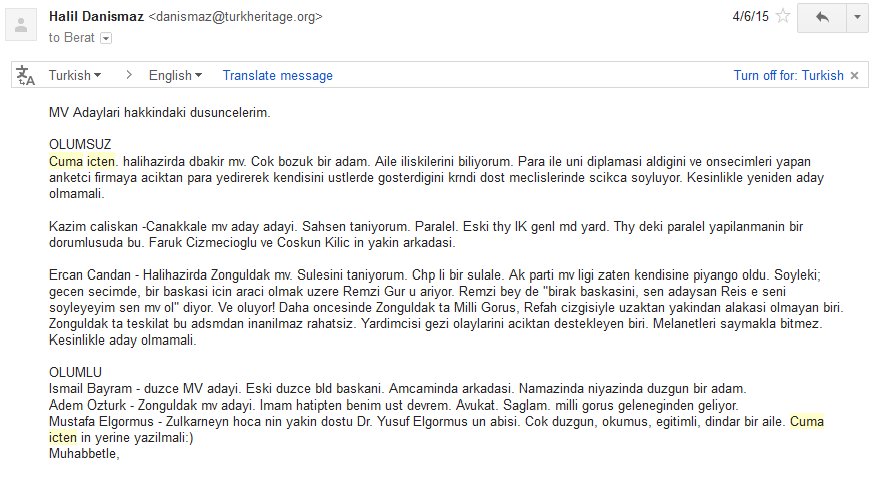 Halil Danismaz <danismaz@turkheritage.org>
4/6/15
to Berat
Turkish > English Translate message
Turn off for: Turkish ×
MV Adaylari hakkindaki dusuncelerim.
OLUMSUZ
Cuma icten. halihazirda dbakir mv. Cok bozuk bir adam. Aile iliskilerini biliyorum. Para ile uni diplamasi aldigini ve onsecimleri yapan
anketci firmaya aciktan para yedirerek kendisini ustlerde gosterdigini krndi dost meclislerinde scikca soyluyor. Kesinlikle yeniden aday
olmamali.
Kazim caliskan -Canakkale mv aday adayi. Sahsen taniyorum. Paralel. Eski thy IK genl md yard. Thy deki paralel yapilanmanin bir
dorumlusuda bu. Faruk Cizmecioglu ve Coskun Kilic in yakin arkadasi.
Ercan Candan - Halihazirda Zonguldak mv. Sulesini taniyorum. Chp li bir sulale. Ak parti mv ligi zaten kendisine piyango oldu. Soyleki;
gecen secimde, bir baskasi icin araci olmak uzere Remzi Gur u ariyor. Remzi bey de "birak baskasini, sen adaysan Reis e seni
soyleyeyim sen mv ol" diyor. Ve oluyor! Daha oncesinde Zonguldak ta Milli Gorus, Refah cizgisiyle uzaktan yakindan alakasi olmayan biri.
Zonguldak ta teskilat bu adsmdan inanilmaz rahatsiz. Yardimcisi gezi olaylarini aciktan destekleyen biri. Melanetleri saymakla bitmez.
Kesinlikle aday olmamali.
OLUMLU
Ismail Bayram - duzce MV adayi. Eski duzce bld baskani. Amcaminda arkadasi. Namazinda niyazinda duzgun bir adam.
Adem Ozturk - Zonguldak mv adayi. Imam hatipten benim ust devrem. Avukat. Saglam. milli gorus geleneginden geliyor.
Mustafa Elgormus - Zulkarneyn hoca nin yakin dostu Dr. Yusuf Elgormus un abisi. Cok duzgun, okumus, egitimli, dindar bir aile. Cuma
icten in yerine yazilmali:)
Muhabbetle,